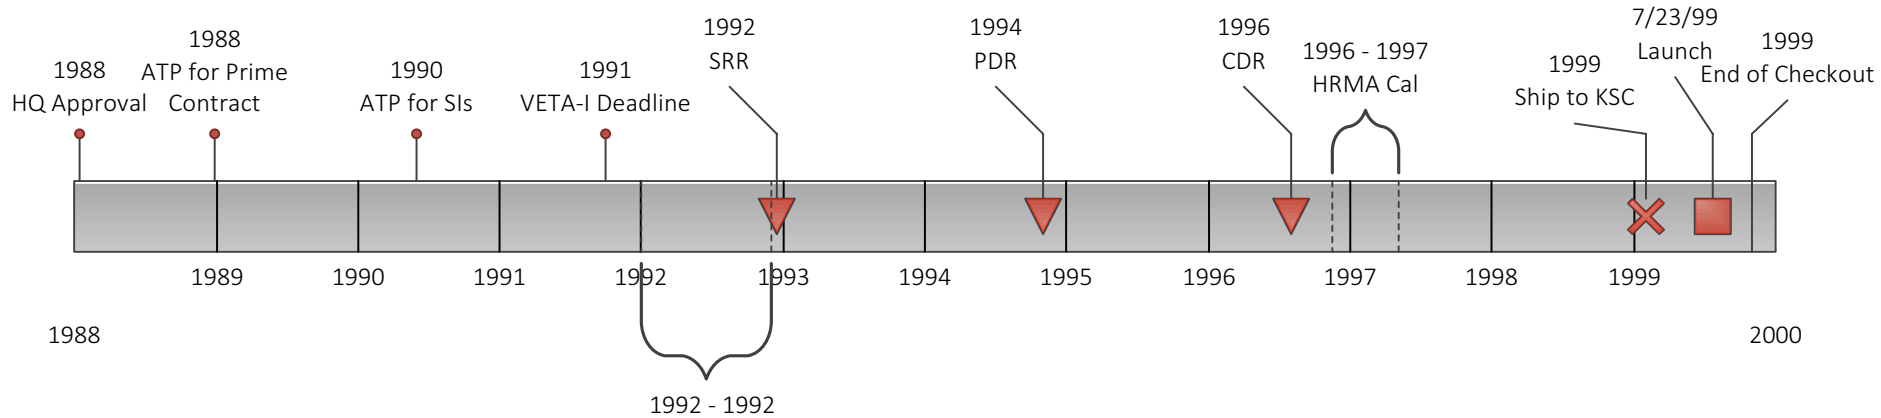 1988
HQ Approval
1988
ATP for Prime
Contract
1990
ATP for SIs
1991
VETA-I Deadline
1992
SRR
1994
PDR
1996
CDR
1996 - 1997
HRMA Cal
1999
Ship to KSC
7/23/99
Launch
1999
End of Checkout
1989
1990
1991
1992
1993
1994
1995
1996
1997
1998
1999
1988
2000
1992 - 1992